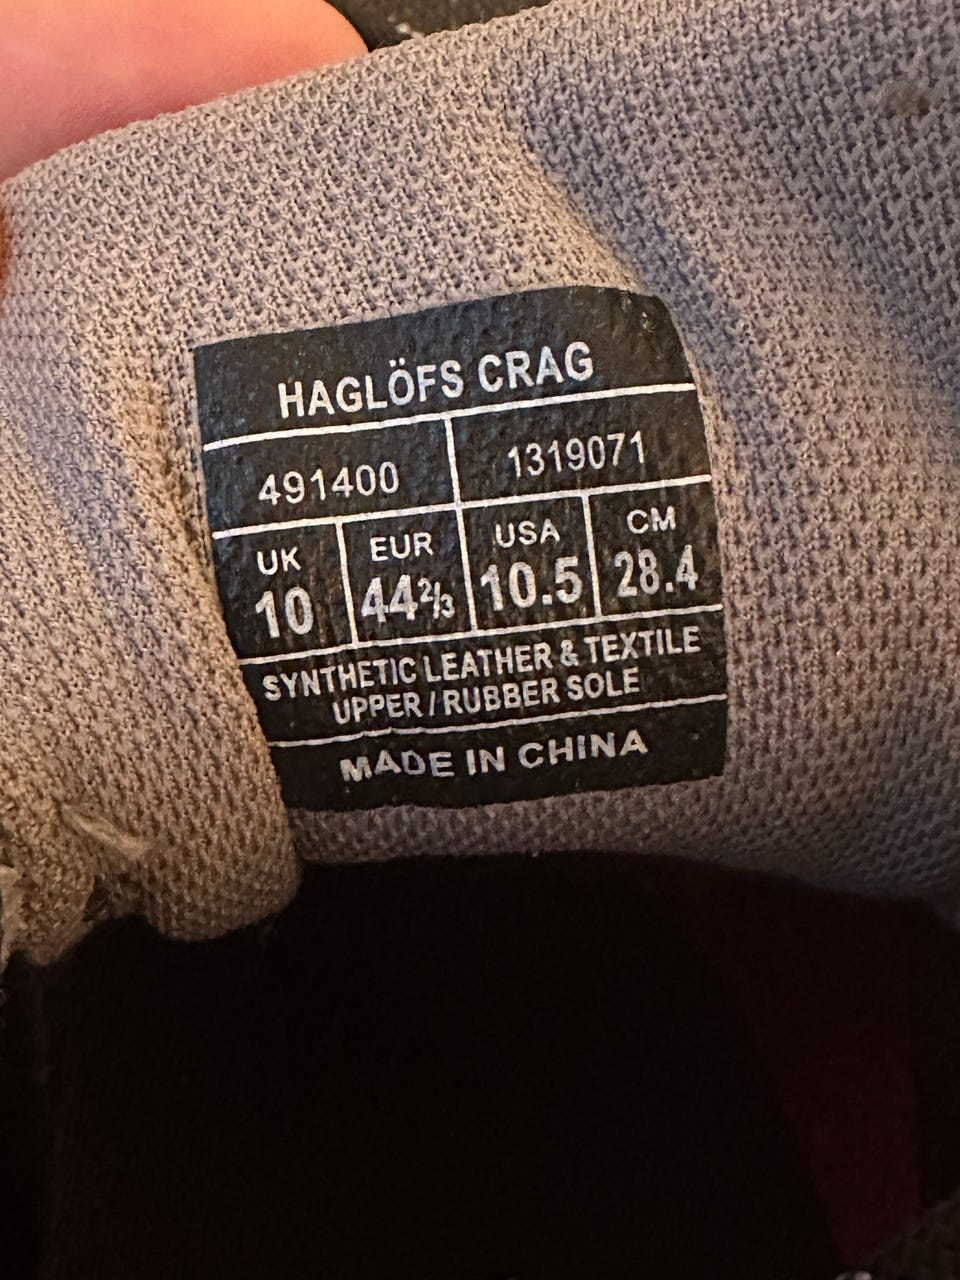 HAGLÖFS CRAG
491400 1319071
UK EUR USA CM
10 44⅔ 10.5 28.4
SYNTHETIC LEATHER & TEXTILE
UPPER / RUBBER SOLE
MADE IN CHINA